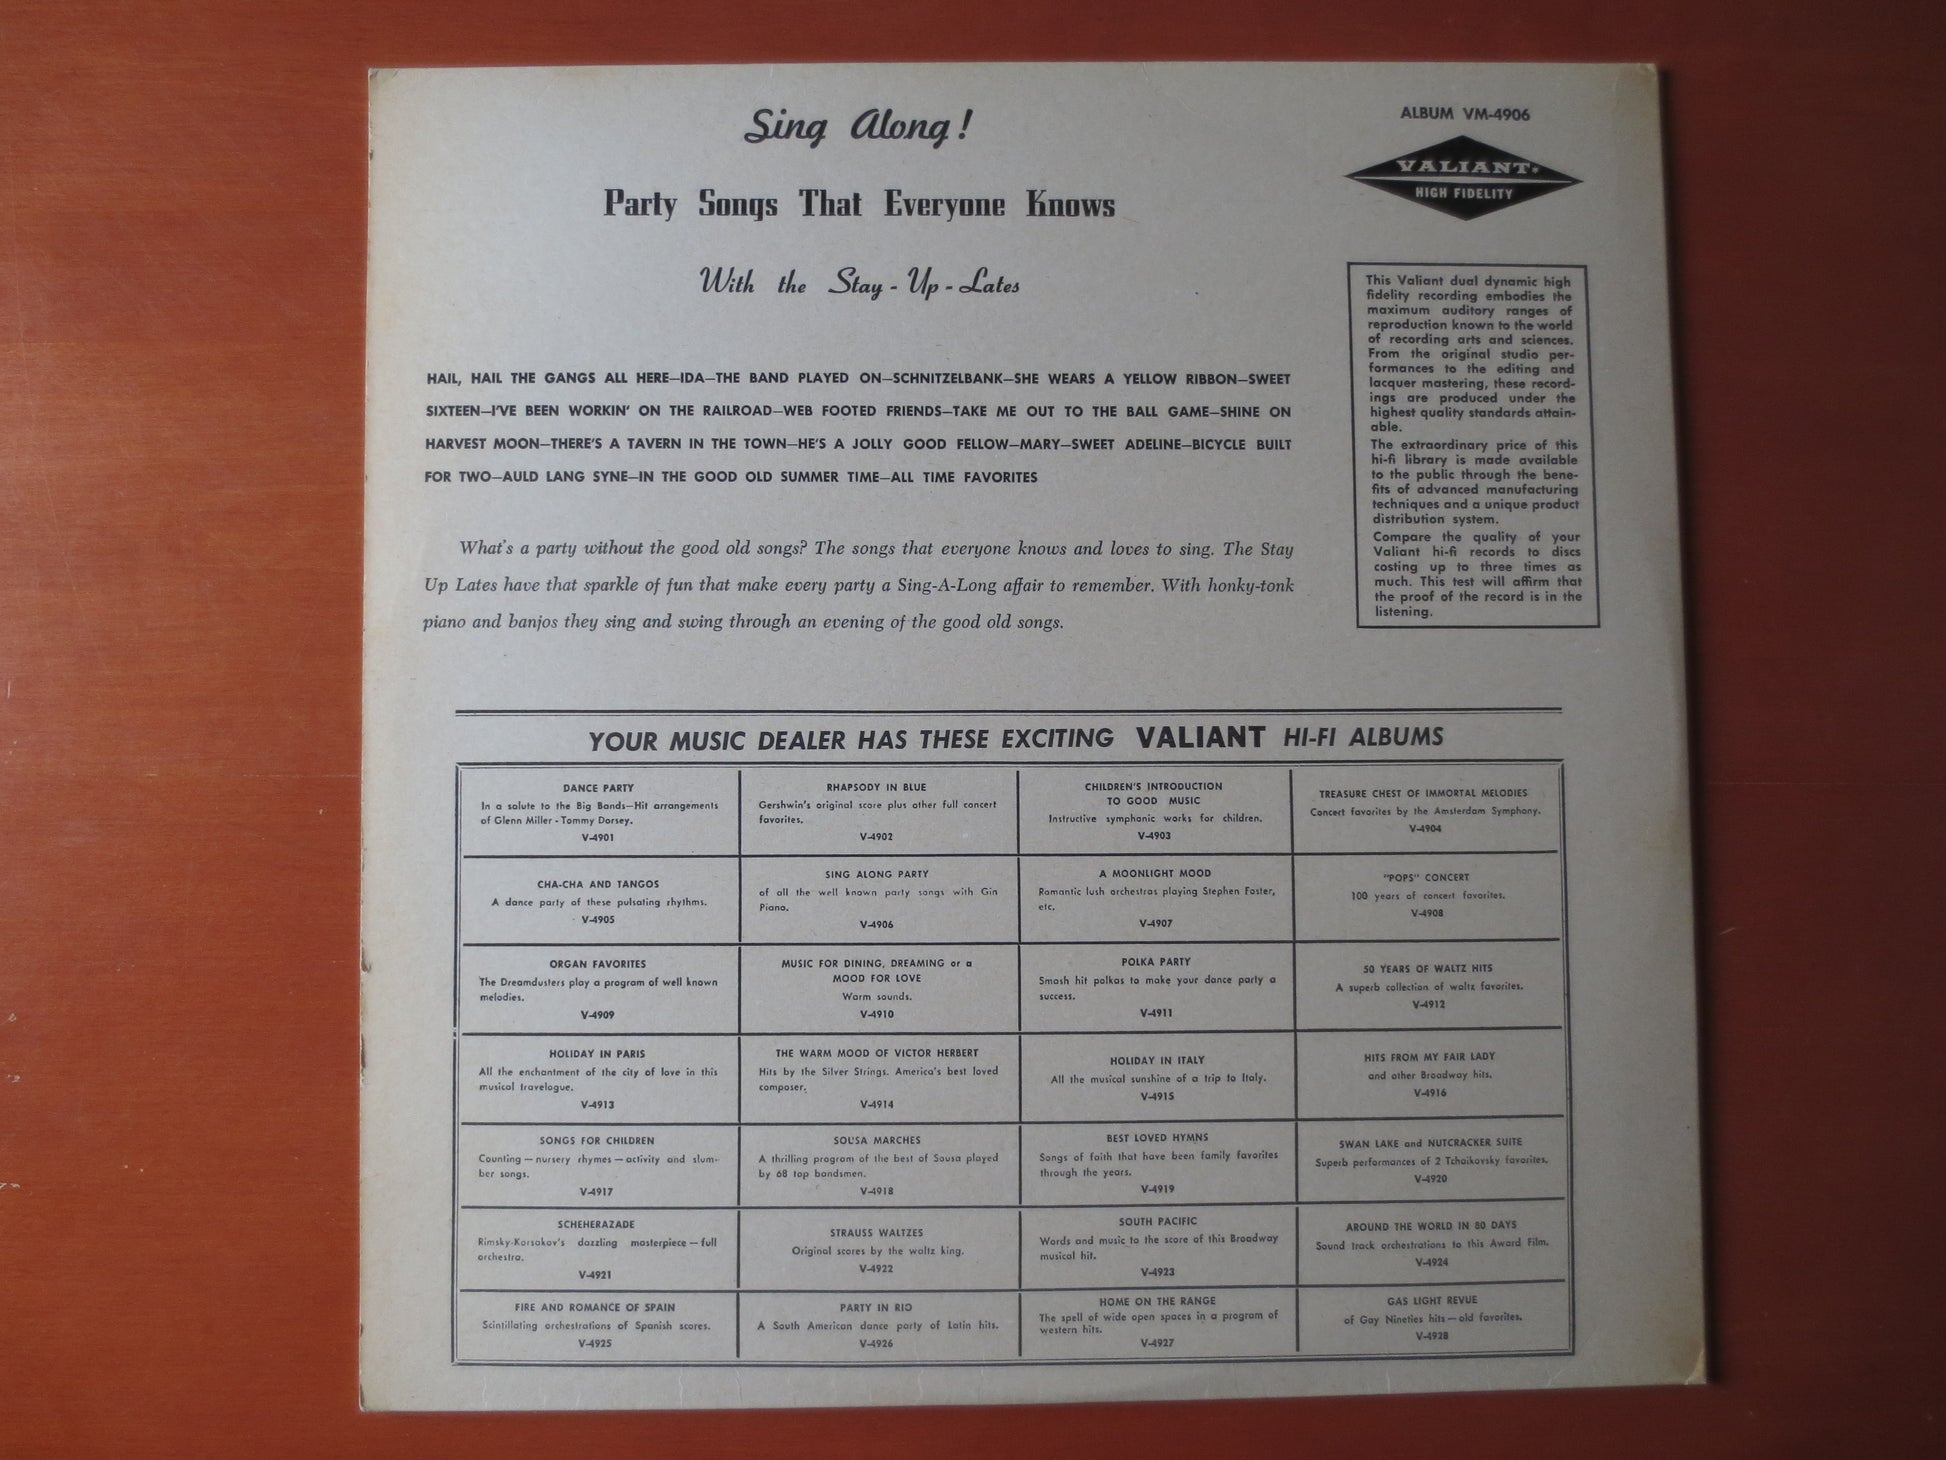 Sing Along!
Party Songs That Everyone Knows
With the Stay - Up - Lates
HAIL, HAIL THE GANGS ALL HERE—IDA—THE BAND PLAYED ON—SCHNITZELBANK—SHE WEARS A YELLOW RIBBON—SWEET
SIXTEEN—I'VE BEEN WORKIN' ON THE RAILROAD—WEB FOOTED FRIENDS—TAKE ME OUT TO THE BALL GAME—SHINE ON
HARVEST MOON—THERE'S A TAVERN IN THE TOWN—HE'S A JOLLY GOOD FELLOW—MARY—SWEET ADELINE—BICYCLE BUILT
FOR TWO—AULD LANG SYNE—IN THE GOOD OLD SUMMER TIME—ALL TIME FAVORITES
What's a party without the good old songs? The songs that everyone knows and loves to sing. The Stay
Up Lates have that sparkle of fun that make every party a Sing-A-Long affair to remember. With honky-tonk
piano and banjos they sing and swing through an evening of the good old songs.
ALBUM VM-4906
VALIANT
HIGH FIDELITY
This Valiant dual dynamic high
fidelity recording embodies the
maximum auditory ranges of
reproduction known to the world
of recording arts and sciences.
From the original studio per-
formances to the editing and
lacquer mastering, these record-
ings are produced under the
highest quality standards attain-
able.
The extraordinary price of this
hi-fi library is made available
to the public through the bene-
fits of advanced manufacturing
techniques and a unique product
distribution system.
Compare the quality of your
Valiant hi-fi records to discs
costing up to three times as
much. This test will affirm that
the proof of the record is in the
listening.
YOUR MUSIC DEALER HAS THESE EXCITING VALIANT HI-FI ALBUMS
DANCE PARTY
In a salute to the Big Bands—Hit arrangements
of Glenn Miller - Tommy Dorsey.
V-4901
RHAPSODY IN BLUE
Gershwin's original score plus other full concert
favorites.
V-4902
CHILDREN'S INTRODUCTION
TO GOOD MUSIC
Instructive symphonic works for children.
V-4903
TREASURE CHEST OF IMMORTAL MELODIES
Concert favorites by the Amsterdam Symphony.
V-4904
CHA-CHA AND TANGOS
A dance party of these pulsating rhythms.
V-4905
SING ALONG PARTY
of all the well known party songs with Gin
Piano.
V-4906
A MOONLIGHT MOOD
Romantic lush orchestras playing Stephen Foster,
etc.
V-4907
"POPS" CONCERT
100 years of concert favorites.
V-4908
ORGAN FAVORITES
The Dreamdusters play a program of well known
melodies.
V-4909
MUSIC FOR DINING, DREAMING or a
MOOD FOR LOVE
Warm sounds.
V-4910
POLKA PARTY
Smash hit polkas to make your dance party a
success.
V-4911
50 YEARS OF WALTZ HITS
A superb collection of waltz favorites.
V-4912
HOLIDAY IN PARIS
All the enchantment of the city of love in this
musical travelogue.
V-4913
THE WARM MOOD OF VICTOR HERBERT
Hits by the Silver Strings. America's best loved
composer.
V-4914
HOLIDAY IN ITALY
All the musical sunshine of a trip to Italy.
V-4915
HITS FROM MY FAIR LADY
and other Broadway hits.
V-4916
SONGS FOR CHILDREN
Counting — nursery rhymes — activity and slum-
ber songs.
V-4917
SOUSA MARCHES
A thrilling program of the best of Sousa played
by 68 top bandsmen.
V-4918
BEST LOVED HYMNS
Songs of faith that have been family favorites
through the years.
V-4919
SWAN LAKE and NUTCRACKER SUITE
Superb performances of 2 Tchaikovsky favorites.
V-4920
SCHEHERAZADE
Rimsky-Korsakov's dazzling masterpiece — full
orchestra.
V-4921
STRAUSS WALTZES
Original scores by the waltz king.
V-4922
SOUTH PACIFIC
Words and music to the score of this Broadway
musical hit.
V-4923
AROUND THE WORLD IN 80 DAYS
Sound track orchestrations to this Award Film.
V-4924
FIRE AND ROMANCE OF SPAIN
Scintillating orchestrations of Spanish scores.
V-4925
PARTY IN RIO
A South American dance party of Latin hits.
V-4926
HOME ON THE RANGE
The spell of wide open spaces in a program of
western hits.
V-4927
GAS LIGHT REVUE
of Gay Nineties hits — old favorites.
V-4928